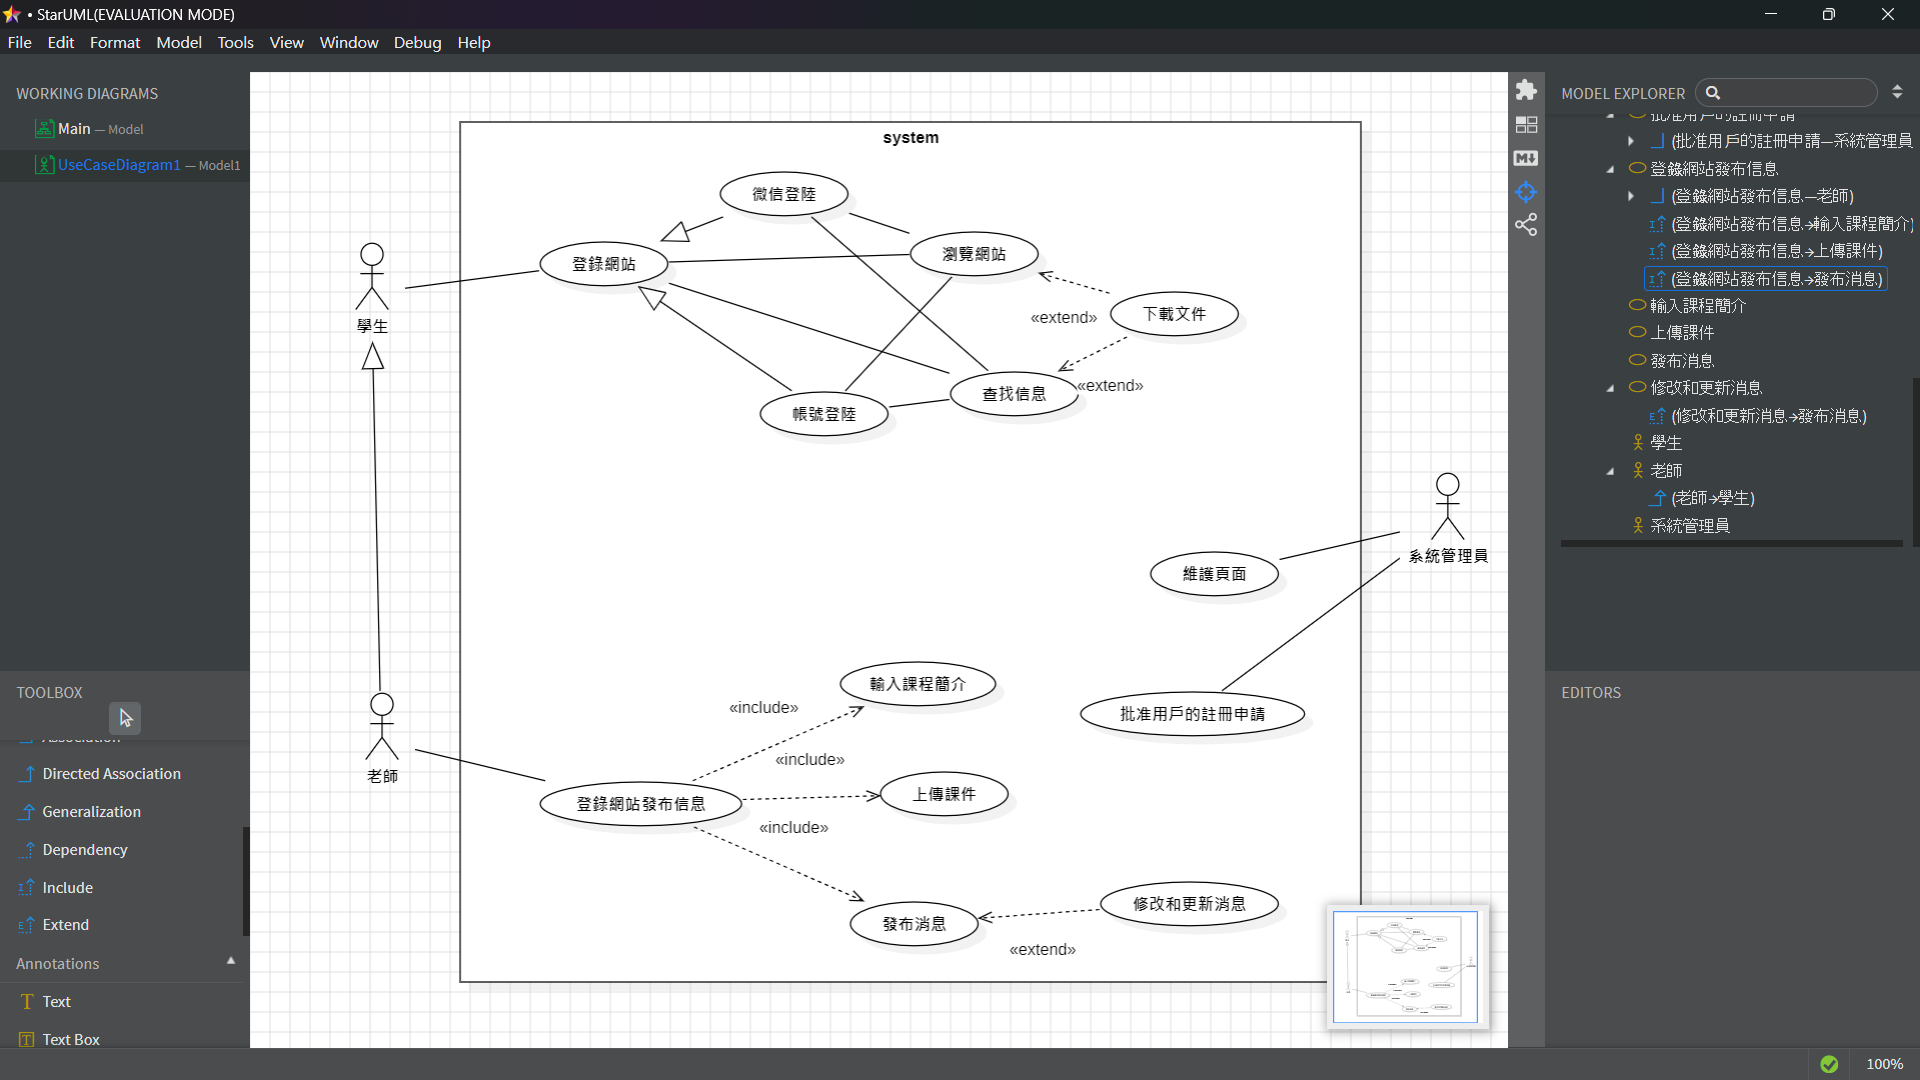 • StarUML(EVALUATION MODE)
File Edit Format Model Tools View Window Debug Help
WORKING DIAGRAMS
Main — Model
UseCaseDiagram1 — Model1
TOOLBOX
Association
Directed Association
Generalization
Dependency
Include
Extend
Annotations
Text
Text Box
system
微信登陸
登錄網站
瀏覽網站
下載文件
«extend»
查找信息
«extend»
帳號登陸
學生
系統管理員
維護頁面
輸入課程簡介
«include»
批准用戶的註冊申請
«include»
老師
上傳課件
登錄網站發布信息
«include»
修改和更新消息
發布消息
«extend»
MODEL EXPLORER
批准用戶的註冊申請
(批准用戶的註冊申請—系統管理員
登錄網站發布信息
(登錄網站發布信息—老師)
(登錄網站發布信息→輸入課程簡介)
(登錄網站發布信息→上傳課件)
(登錄網站發布信息→發布消息)
輸入課程簡介
上傳課件
發布消息
修改和更新消息
(修改和更新消息→發布消息)
學生
老師
(老師→學生)
系統管理員
EDITORS
100%